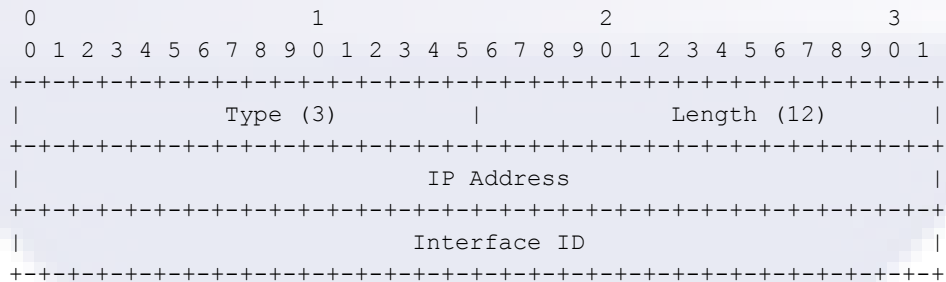 0                   1                   2                   3
 0 1 2 3 4 5 6 7 8 9 0 1 2 3 4 5 6 7 8 9 0 1 2 3 4 5 6 7 8 9 0 1
+-+-+-+-+-+-+-+-+-+-+-+-+-+-+-+-+-+-+-+-+-+-+-+-+-+-+-+-+-+-+-+-+
|              Type (3)         |             Length (12)       |
+-+-+-+-+-+-+-+-+-+-+-+-+-+-+-+-+-+-+-+-+-+-+-+-+-+-+-+-+-+-+-+-+
|                            IP Address                         |
+-+-+-+-+-+-+-+-+-+-+-+-+-+-+-+-+-+-+-+-+-+-+-+-+-+-+-+-+-+-+-+-+
|                           Interface ID                        |
+-+-+-+-+-+-+-+-+-+-+-+-+-+-+-+-+-+-+-+-+-+-+-+-+-+-+-+-+-+-+-+-+